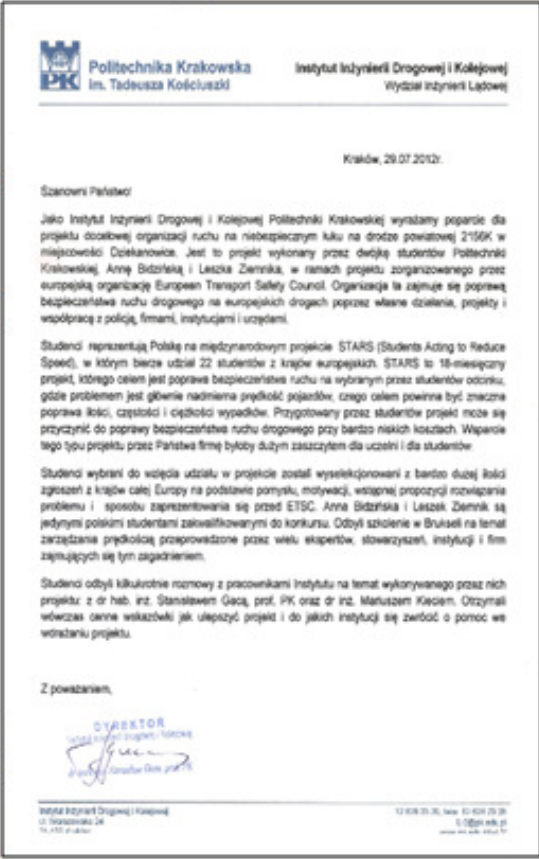 Politechnika Krakowska
im. Tadeusza Kościuszki
PK
Instytut Inżynierii Drogowej i Kolejowej
Wydział Inżynierii Lądowej
Kraków, 29.07.2012r.
Szanowni Państwo!
Jako Instytut Inżynierii Drogowej i Kolejowej Politechniki Krakowskiej wyrażamy poparcie dla
projektu docelowej organizacji ruchu na niebezpiecznym łuku na drodze powiatowej 2156K w
miejscowości Dziekanowice. Jest to projekt wykonany przez dwójkę studentów Politechniki
Krakowskiej, Annę Bidzińską i Leszka Ziemnika, w ramach projektu zorganizowanego przez
europejską organizację European Transport Safety Council. Organizacja ta zajmuje się poprawą
bezpieczeństwa ruchu drogowego na europejskich drogach poprzez własne działania, projekty i
współpracę z policją, firmami, instytucjami i urzędami.
Studenci reprezentują Polskę na międzynarodowym projekcie STARS (Students Acting to Reduce
Speed), w którym bierze udział 22 studentów z krajów europejskich. STARS to 18-miesięczny
projekt, którego celem jest poprawa bezpieczeństwa ruchu na wybranym przez studentów odcinku,
gdzie problemem jest głównie nadmierna prędkość pojazdów, czego celem powinna być znaczna
poprawa ilości, częstości i ciężkości wypadków. Przygotowany przez studentów projekt może się
przyczynić do poprawy bezpieczeństwa ruchu drogowego przy bardzo niskich kosztach. Wsparcie
tego typu projektu przez Państwa firmę byłoby dużym zaszczytem dla uczelni i dla studentów.
Studenci wybrani do wzięcia udziału w projekcie zostali wyselekcjonowani z bardzo dużej ilości
zgłoszeń z krajów całej Europy na podstawie pomysłu, motywacji, wstępnej propozycji rozwiązania
problemu i sposobu zaprezentowania się przed ETSC. Anna Bidzińska i Leszek Ziemnik są
jedynymi polskimi studentami zakwalifikowanymi do konkursu. Odbyli szkolenie w Brukseli na temat
zarządzania prędkością przeprowadzone przez wielu ekspertów, stowarzyszeń, instytucji i firm
zajmujących się tym zagadnieniem.
Studenci odbyli kilkukrotnie rozmowy z pracownikami Instytutu na temat wykonywanego przez nich
projektu: z dr hab. inż. Stanisławem Gacą, prof. PK oraz dr inż. Mariuszem Kieciem. Otrzymali
wówczas cenne wskazówki jak ulepszyć projekt i do jakich instytucji się zwrócić o pomoc we
wdrażaniu projektu.
Z poważaniem,
DYREKTOR
Instytut Inżynierii Drogowej i Kolejowej